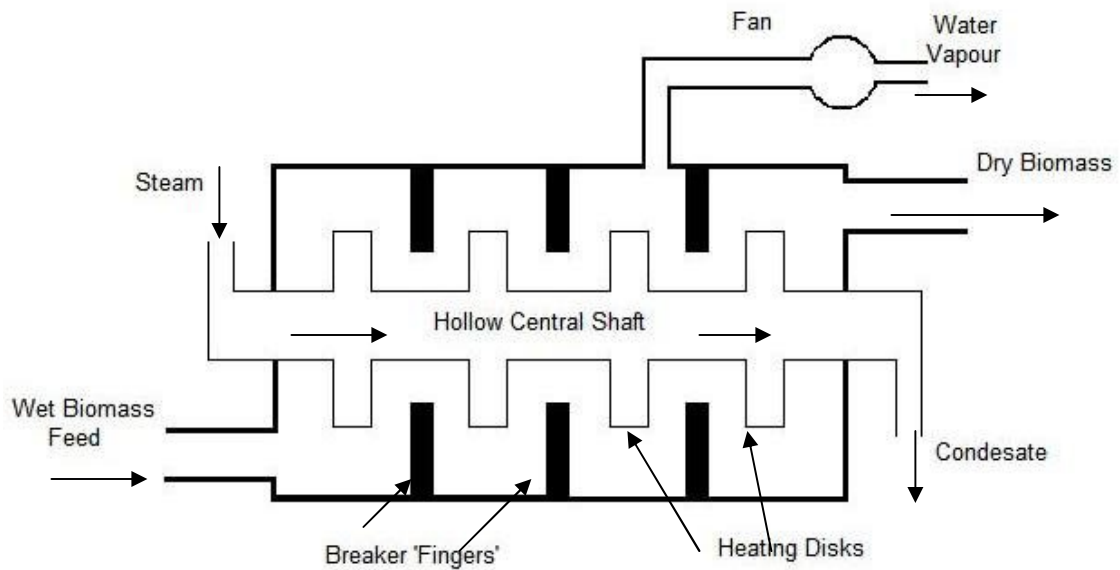 Fan
Water
Vapour
Steam
Dry Biomass
Hollow Central Shaft
Wet Biomass
Feed
Condesate
Breaker 'Fingers'
Heating Disks